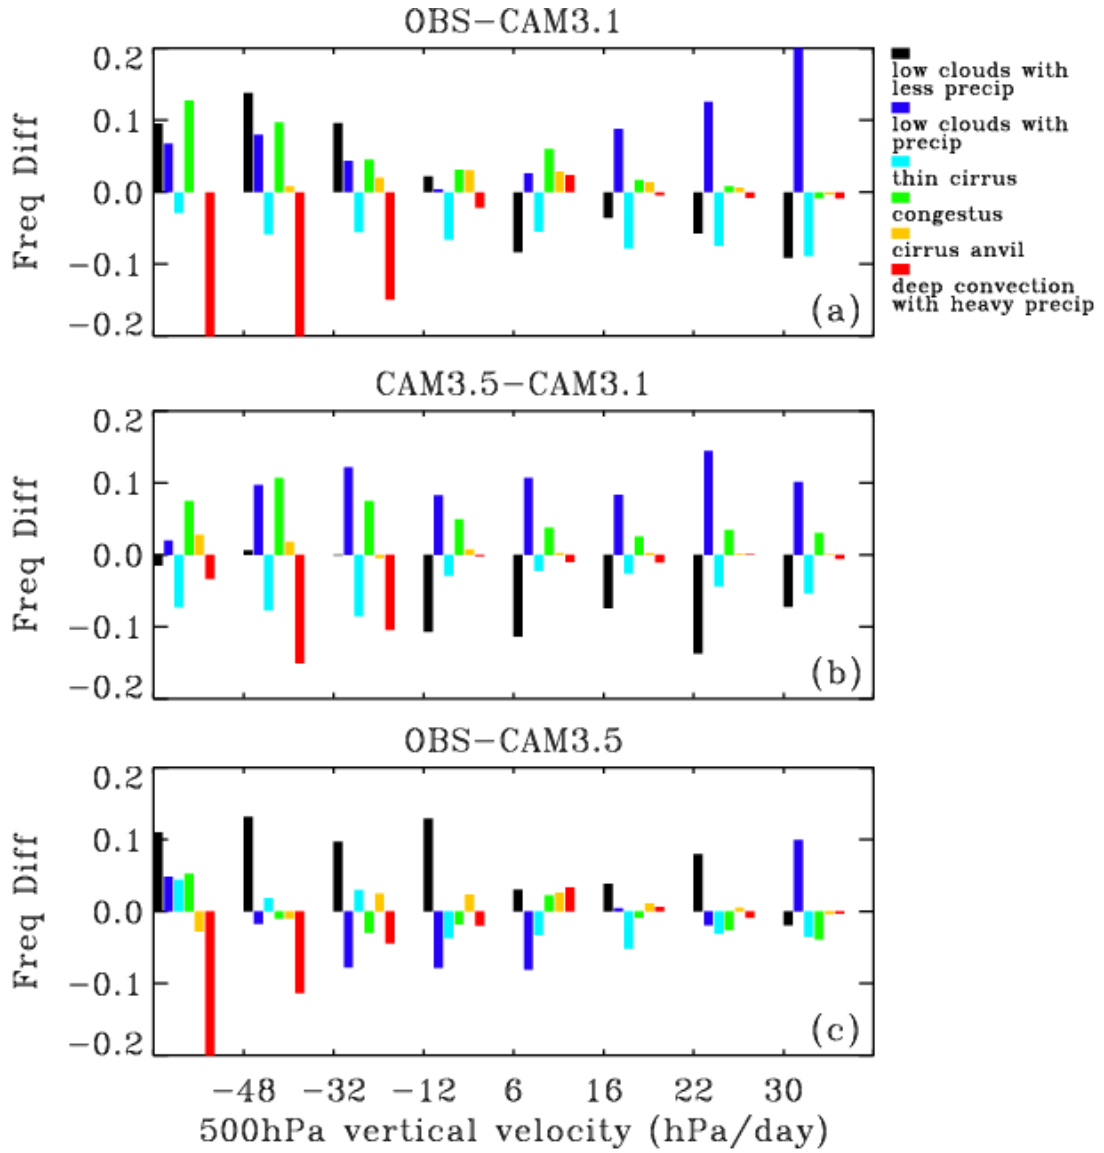 OBS−CAM3.1
Freq Diff
0.2
0.1
0.0
−0.1
−0.2
(a)
low clouds with
less precip
low clouds with
precip
thin cirrus
congestus
cirrus anvil
deep convection
with heavy precip
CAM3.5−CAM3.1
Freq Diff
0.2
0.1
0.0
−0.1
−0.2
(b)
OBS−CAM3.5
Freq Diff
0.2
0.1
0.0
−0.1
−0.2
(c)
−48 −32 −12 6 16 22 30
500hPa vertical velocity (hPa/day)